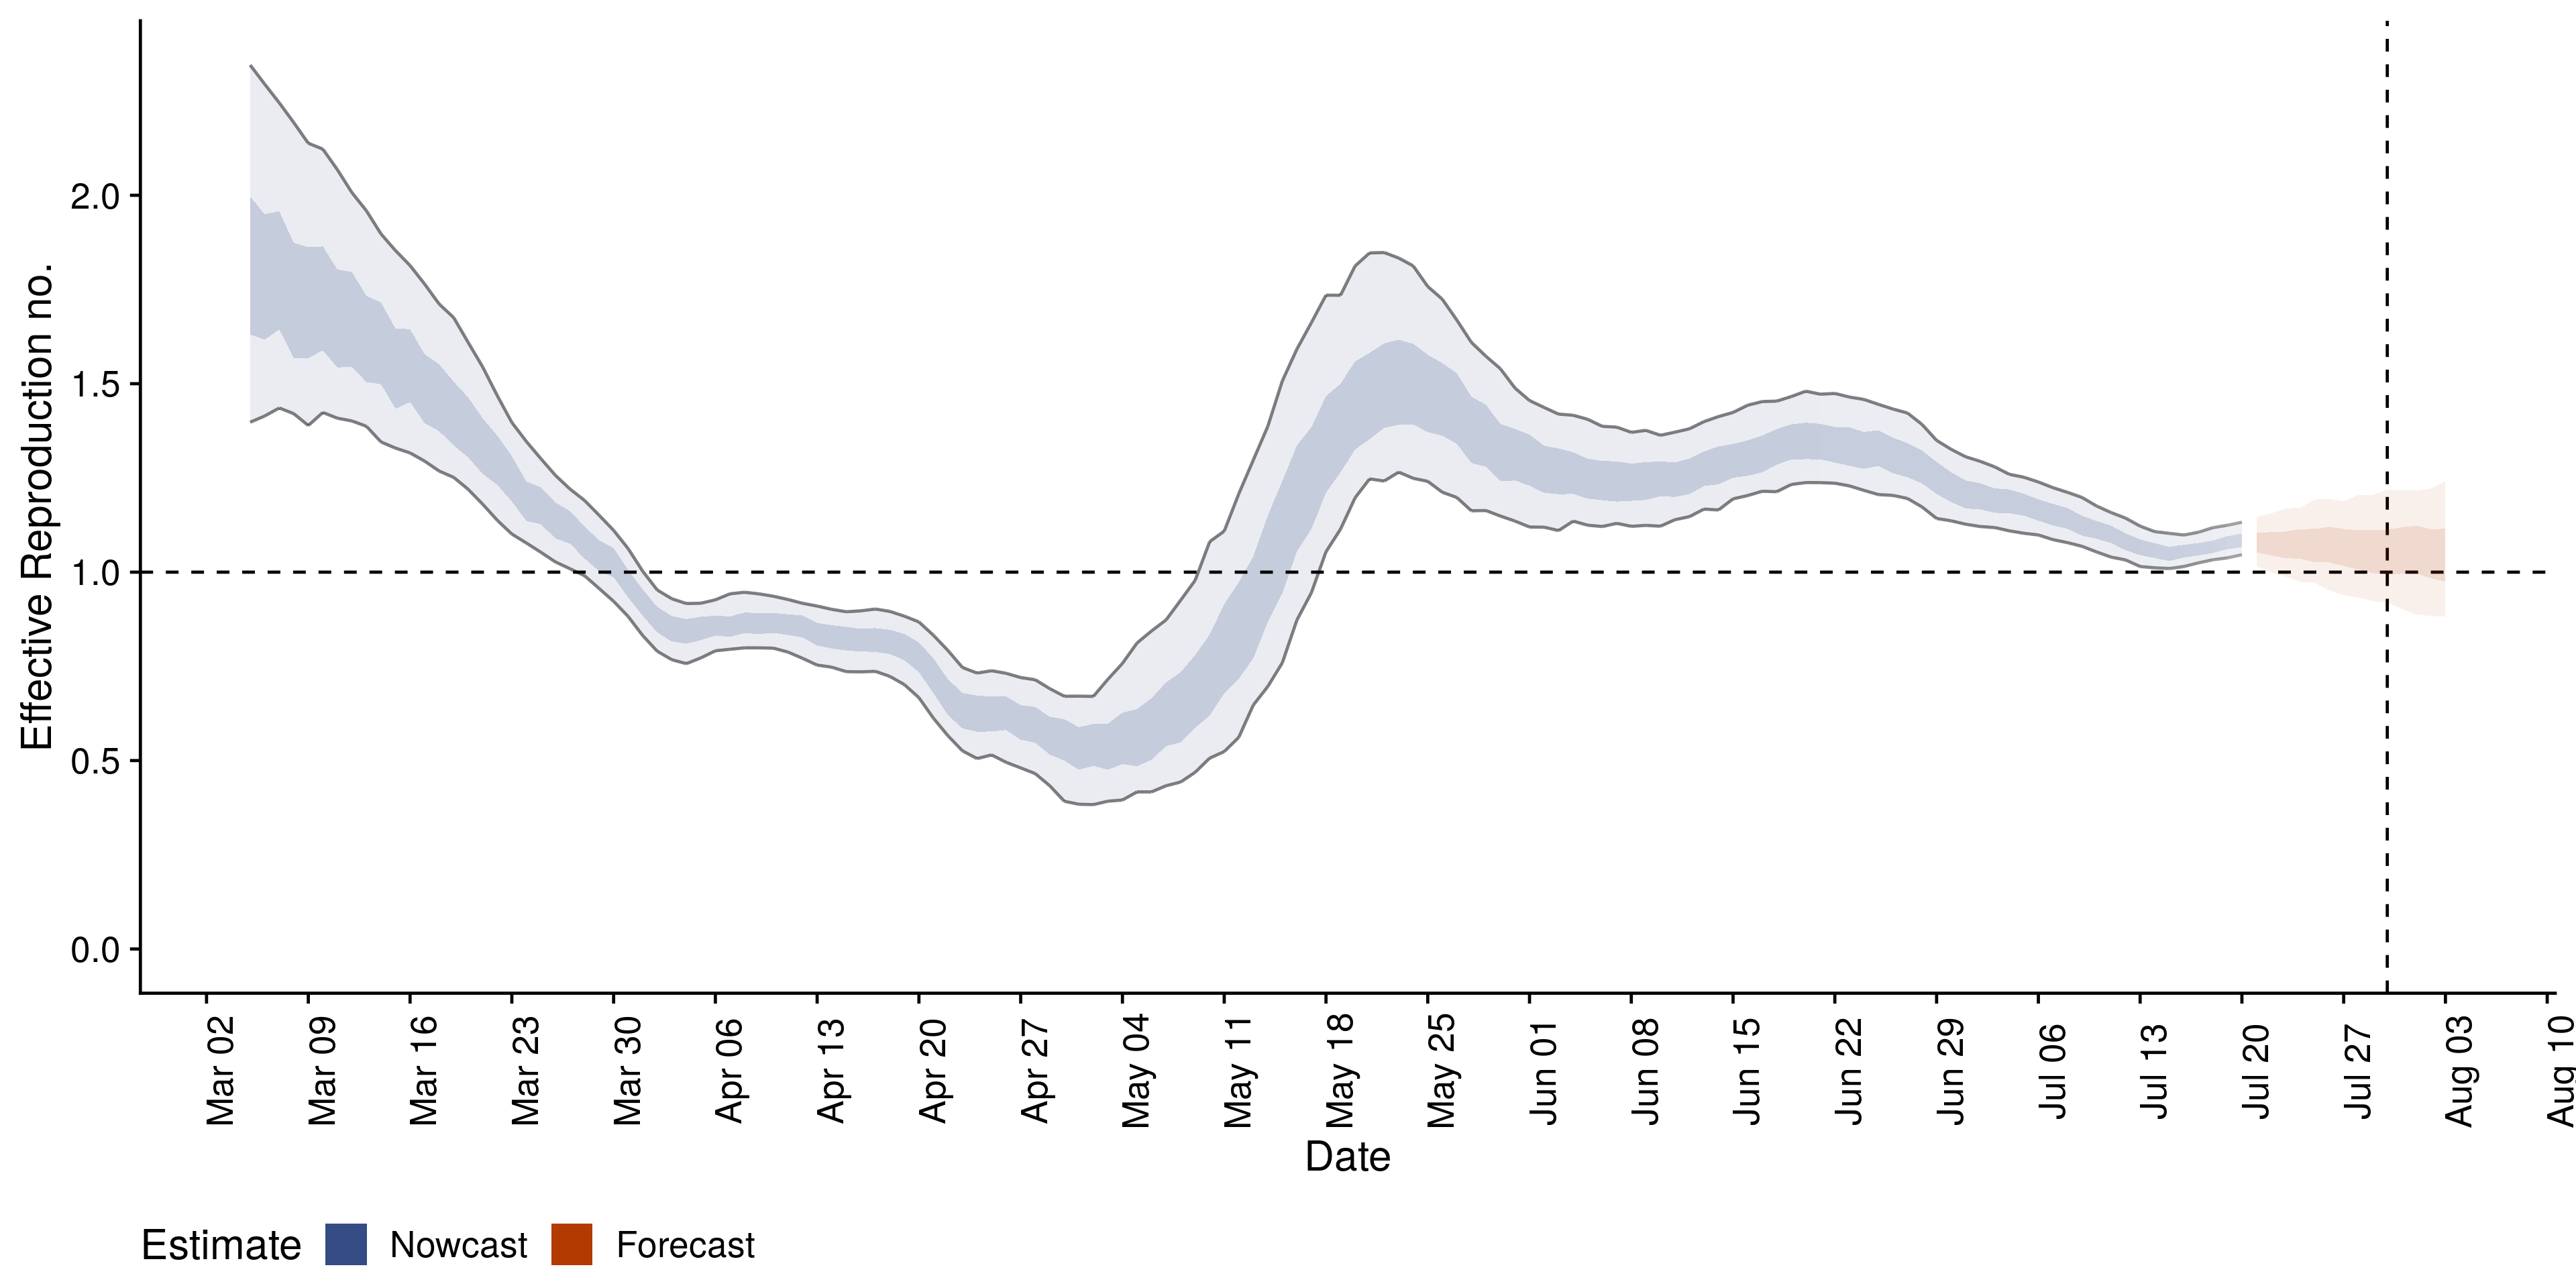 Effective Reproduction no.
2.0
1.5
1.0
0.5
0.0
Mar 02
Mar 09
Mar 16
Mar 23
Mar 30
Apr 06
Apr 13
Apr 20
Apr 27
May 04
May 11
May 18
May 25
Jun 01
Jun 08
Jun 15
Jun 22
Jun 29
Jul 06
Jul 13
Jul 20
Jul 27
Aug 03
Aug 10
Date
Estimate Nowcast Forecast